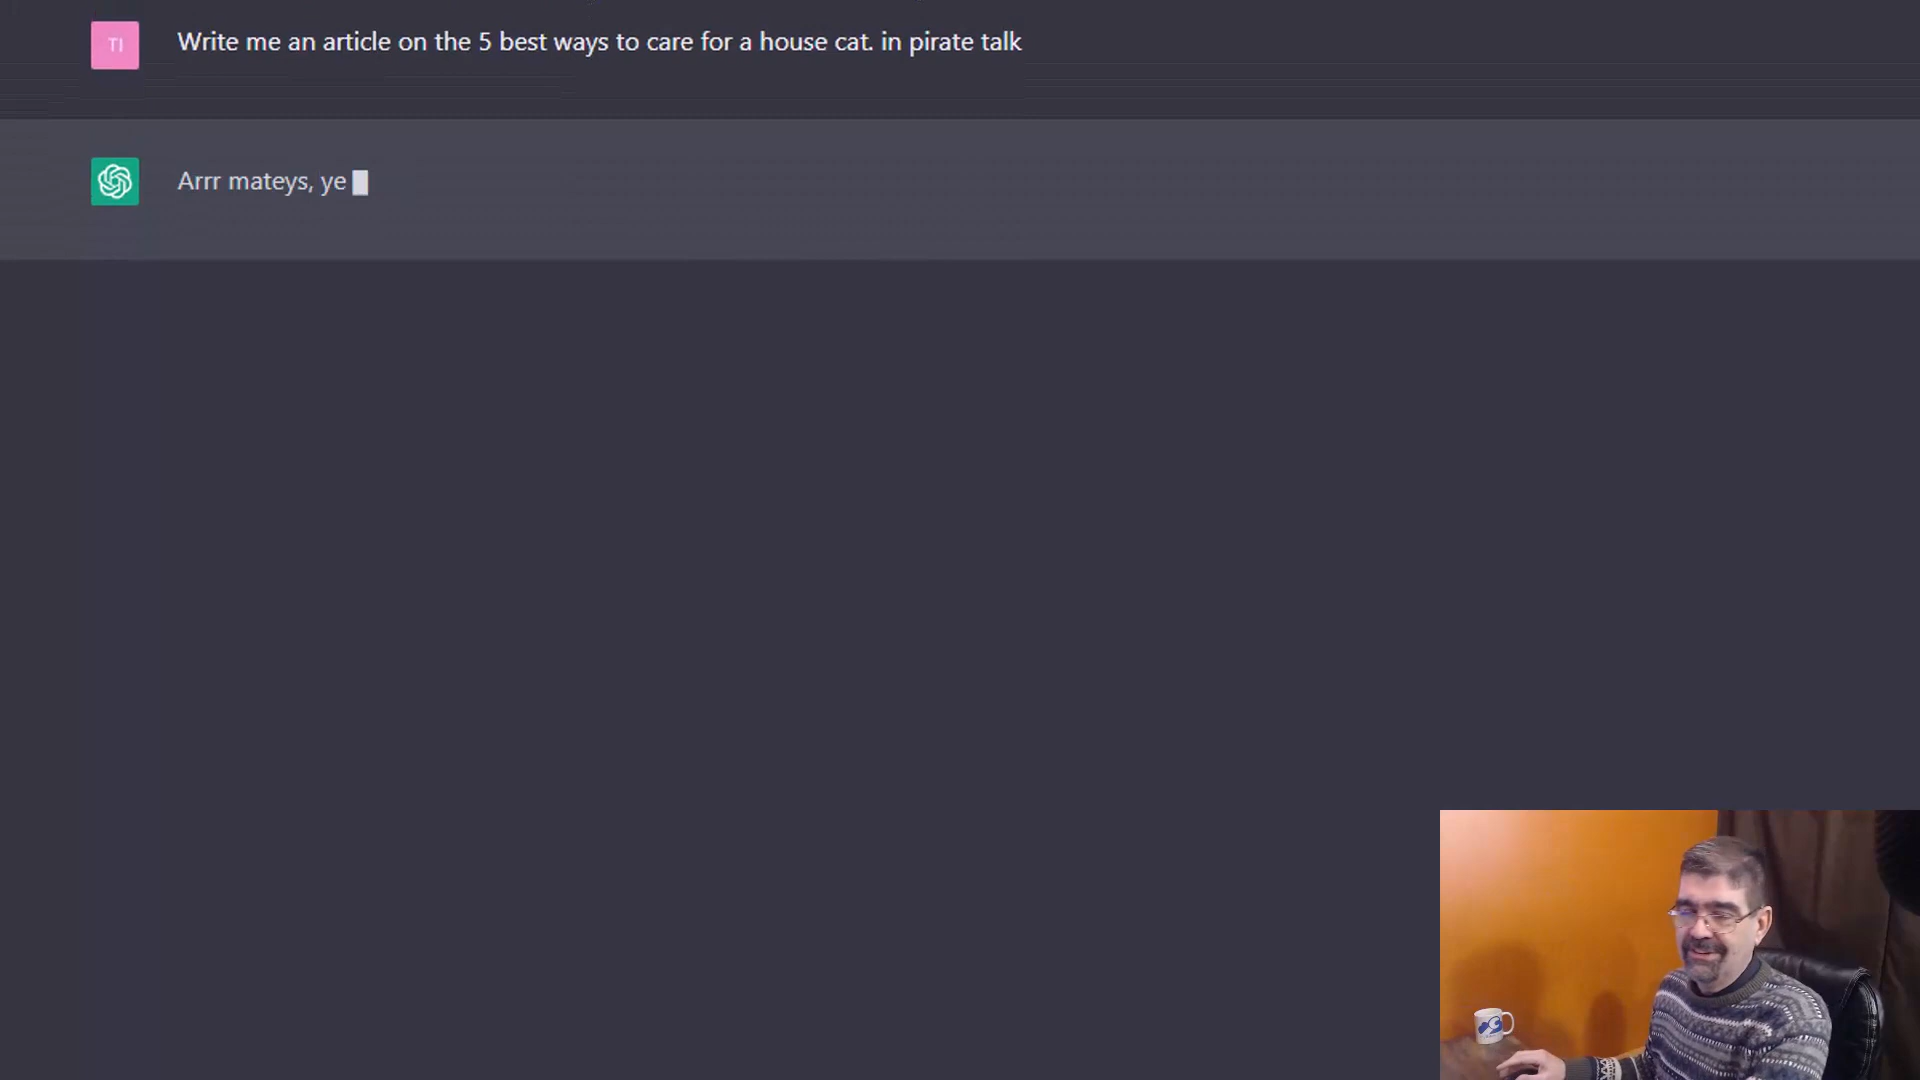 TI
Write me an article on the 5 best ways to care for a house cat. in pirate talk
Arrr mateys, ye